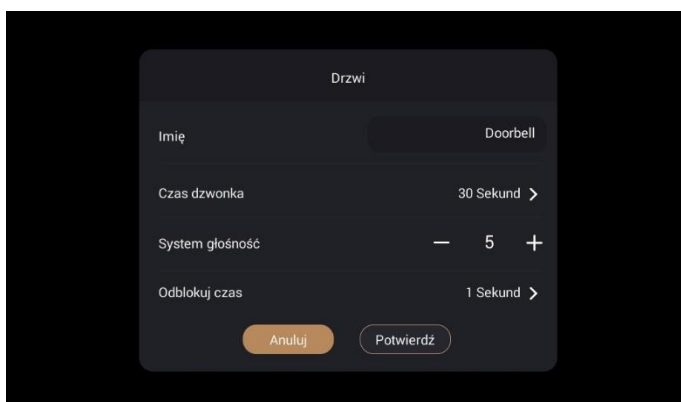 Drzwi
Imię Doorbell
Czas dzwonka 30 Sekund
System głośność 5
Odblokuj czas 1 Sekund
Anuluj Potwierdź